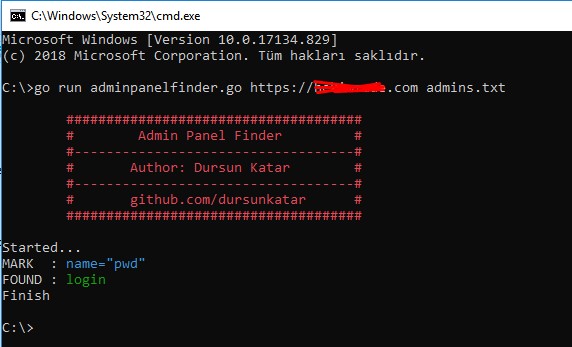 C:\Windows\System32\cmd.exe
Microsoft Windows [Version 10.0.17134.829]
(c) 2018 Microsoft Corporation. Tüm hakları saklıdır.
C:\>go run adminpanelfinder.go https:// .com admins.txt
#####################################
# Admin Panel Finder #
#-----------------------------------#
# Author: Dursun Katar #
#-----------------------------------#
# github.com/dursunkatar #
#####################################
Started...
MARK : name="pwd"
FOUND : login
Finish
C:\>